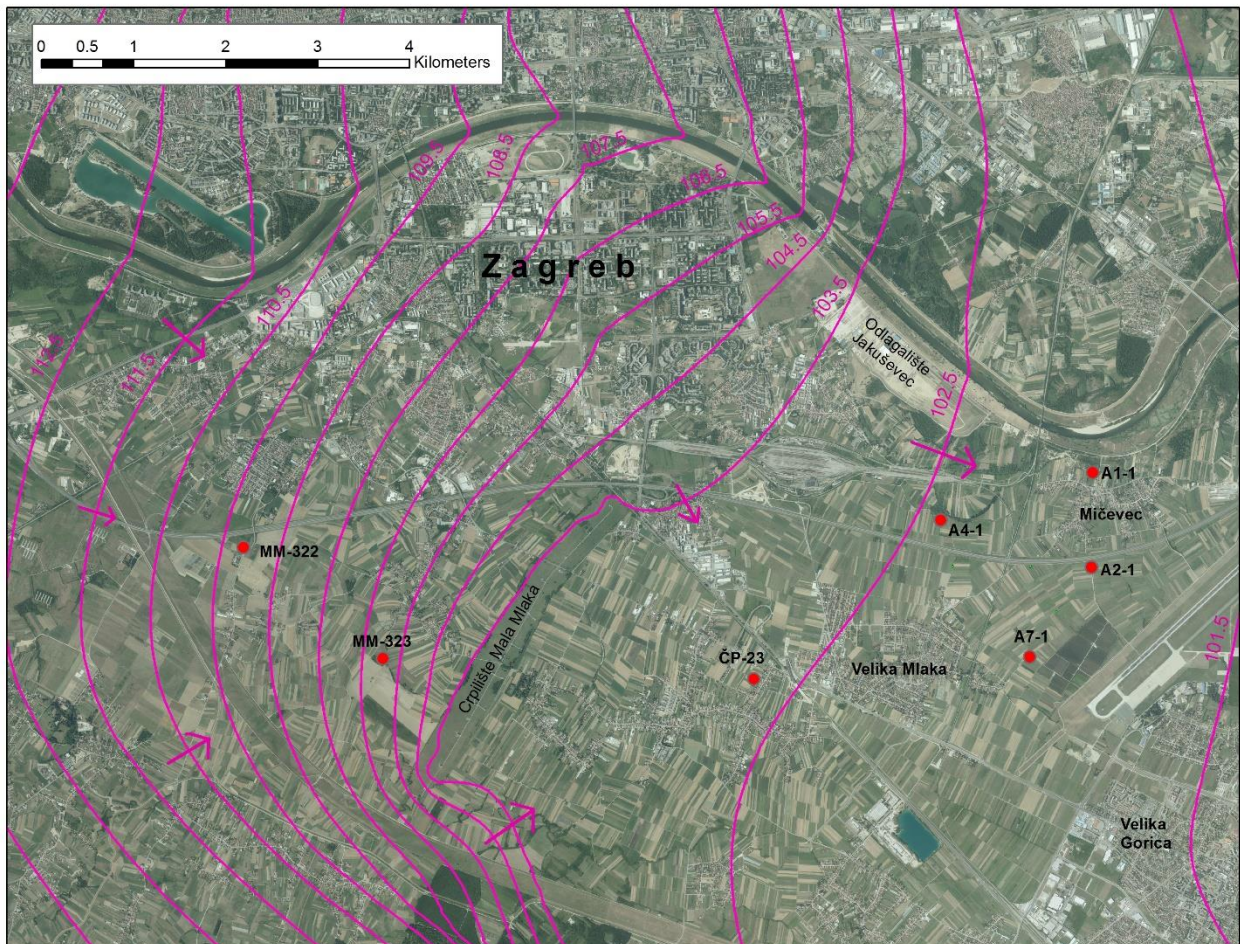 0 0.5 1 2 3 4
Kilometers
107.5
109.5
108.5
106.5
105.5
104.5
Zagreb
103.5
110.5
112.5
111.5
Odlagalište
Jakuševec
102.5
A1-1
Mičevec
A4-1
MM-322
A2-1
MM-323
Crpilište Mala Mlaka
ČP-23
Velika Mlaka
A7-1
101.5
Velika
Gorica